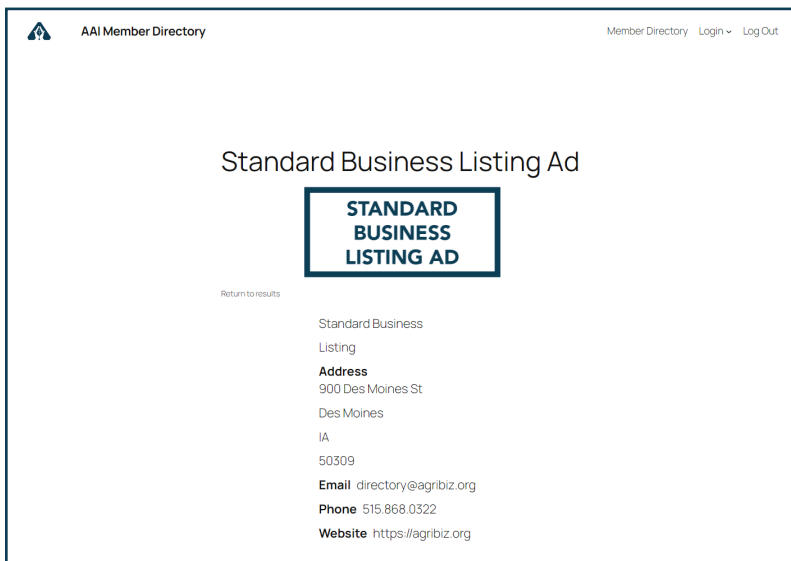 AAI Member Directory
Member Directory Login Log Out
Standard Business Listing Ad
STANDARD
BUSINESS
LISTING AD
Return to results
Standard Business
Listing
Address
900 Des Moines St
Des Moines
IA
50309
Email directory@agribiz.org
Phone 515.868.0322
Website https://agribiz.org